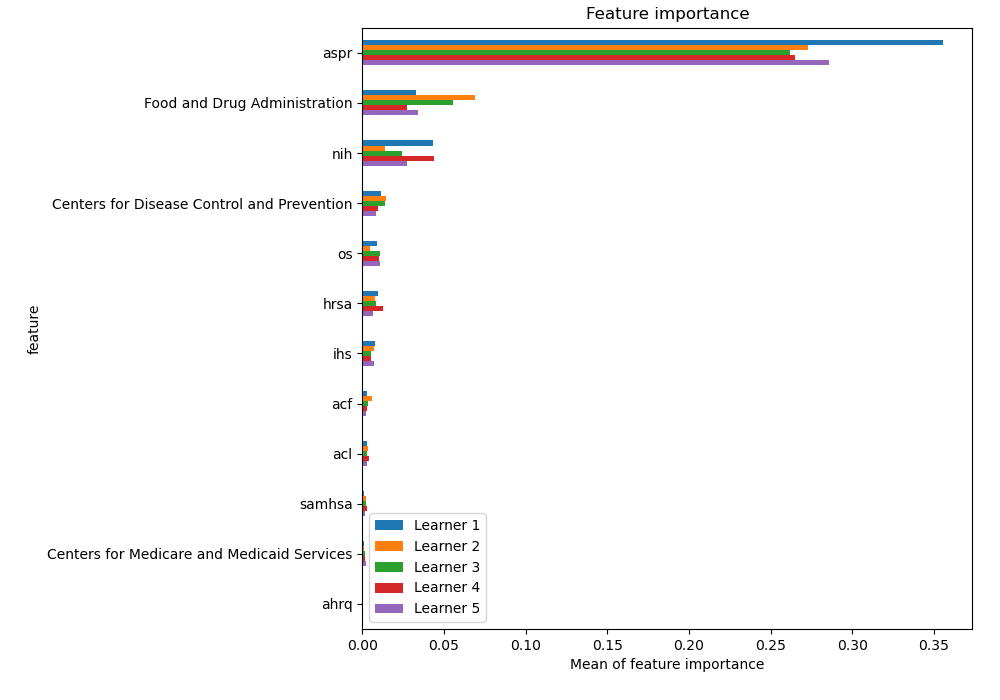 Feature importance
aspr
Food and Drug Administration
nih
Centers for Disease Control and Prevention
os
hrsa
ihs
acf
acl
samhsa
Centers for Medicare and Medicaid Services
ahrq
feature
Learner 1
Learner 2
Learner 3
Learner 4
Learner 5
0.00 0.05 0.10 0.15 0.20 0.25 0.30 0.35
Mean of feature importance